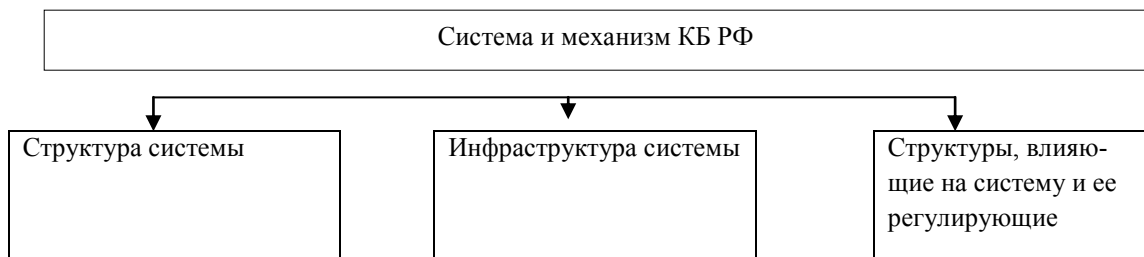 Система и механизм КБ РФ
Структура системы
Инфраструктура системы
Структуры, влияю-
щие на систему и ее
регулирующие